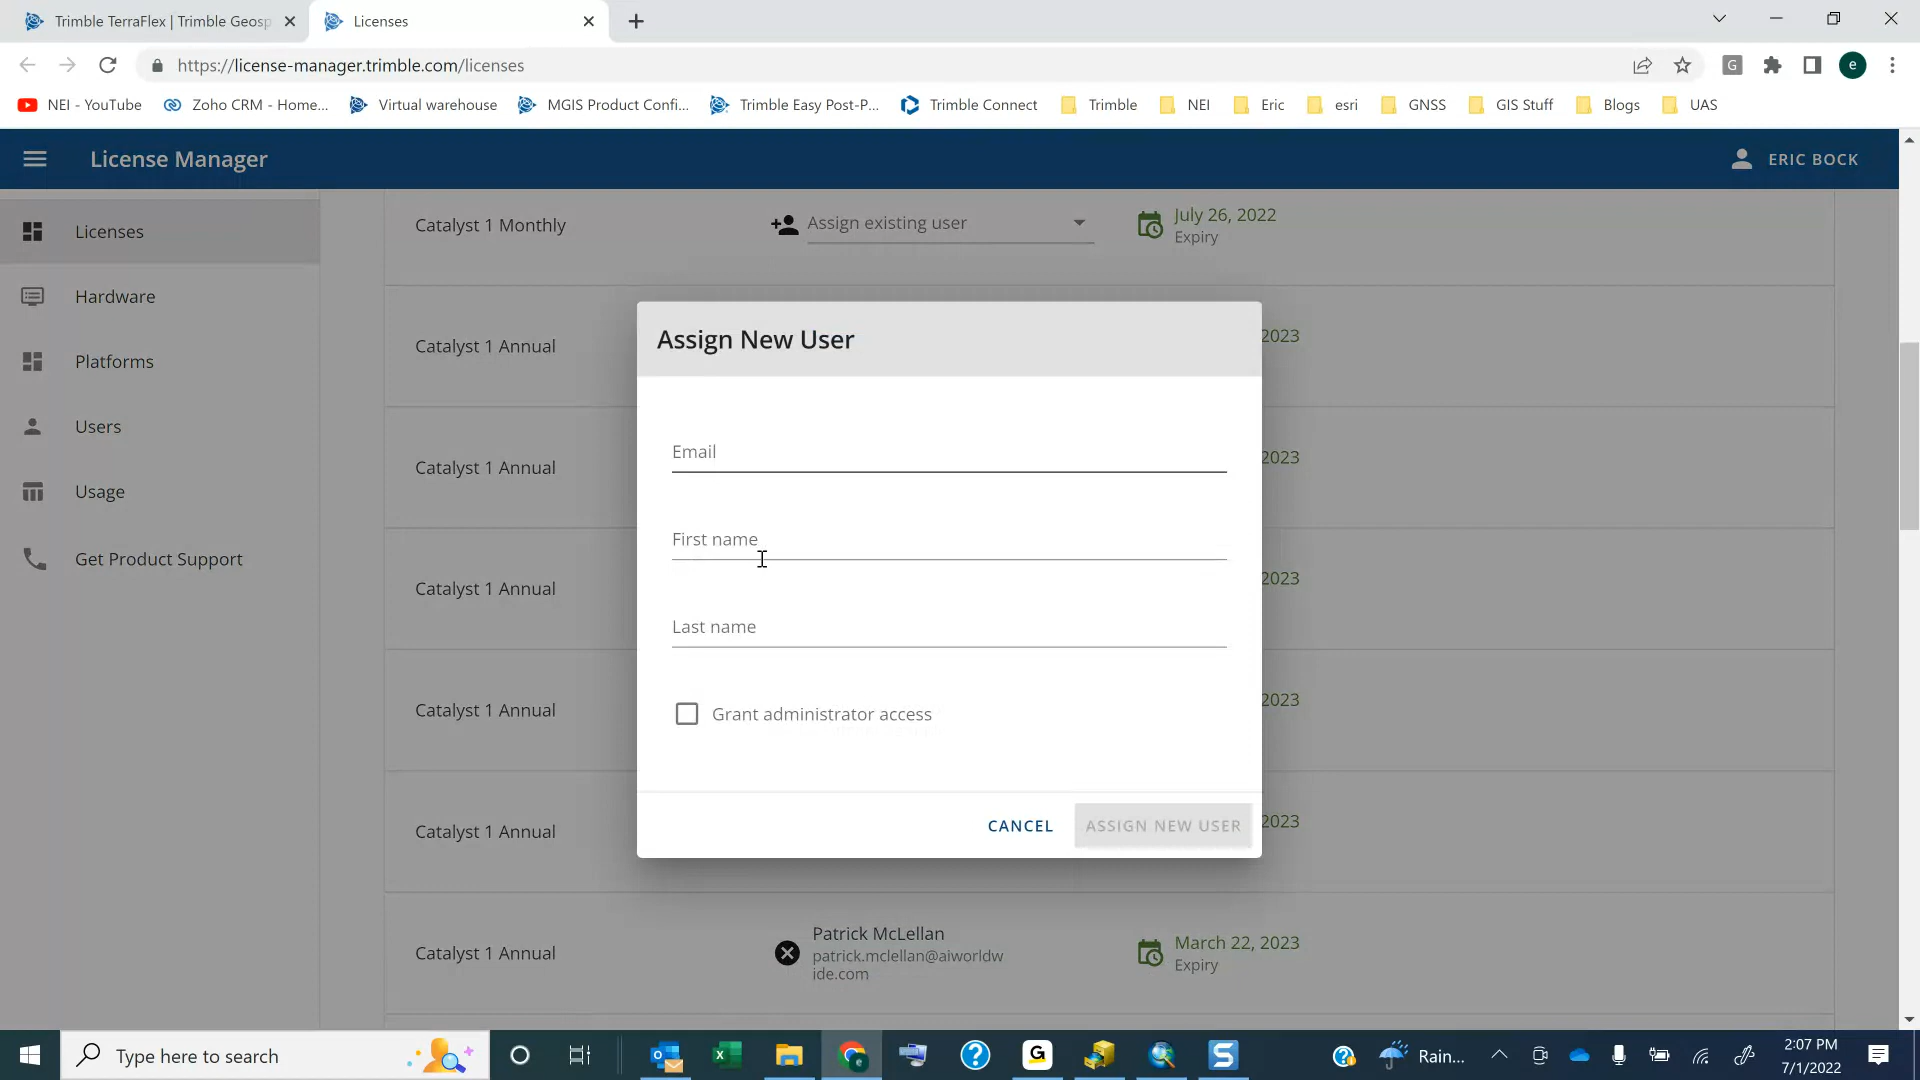 Trimble TerraFlex | Trimble Geosp
Licenses
https://license-manager.trimble.com/licenses
G
e
NEI - YouTube
Zoho CRM - Home...
Virtual warehouse
MGIS Product Confi...
Trimble Easy Post-P...
Trimble Connect
Trimble
NEI
Eric
esri
GNSS
GIS Stuff
Blogs
UAS
License Manager
ERIC BOCK
Licenses
Hardware
Platforms
Users
Usage
Get Product Support
Catalyst 1 Monthly
Assign existing user
July 26, 2022
Expiry
Catalyst 1 Annual
2023
Catalyst 1 Annual
2023
Catalyst 1 Annual
2023
Catalyst 1 Annual
2023
Catalyst 1 Annual
2023
Catalyst 1 Annual
Patrick McLellan
patrick.mclellan@aiworldw
ide.com
March 22, 2023
Expiry
Assign New User
Email
First name
Last name
Grant administrator access
CANCEL
ASSIGN NEW USER
Type here to search
Rain...
2:07 PM
7/1/2022